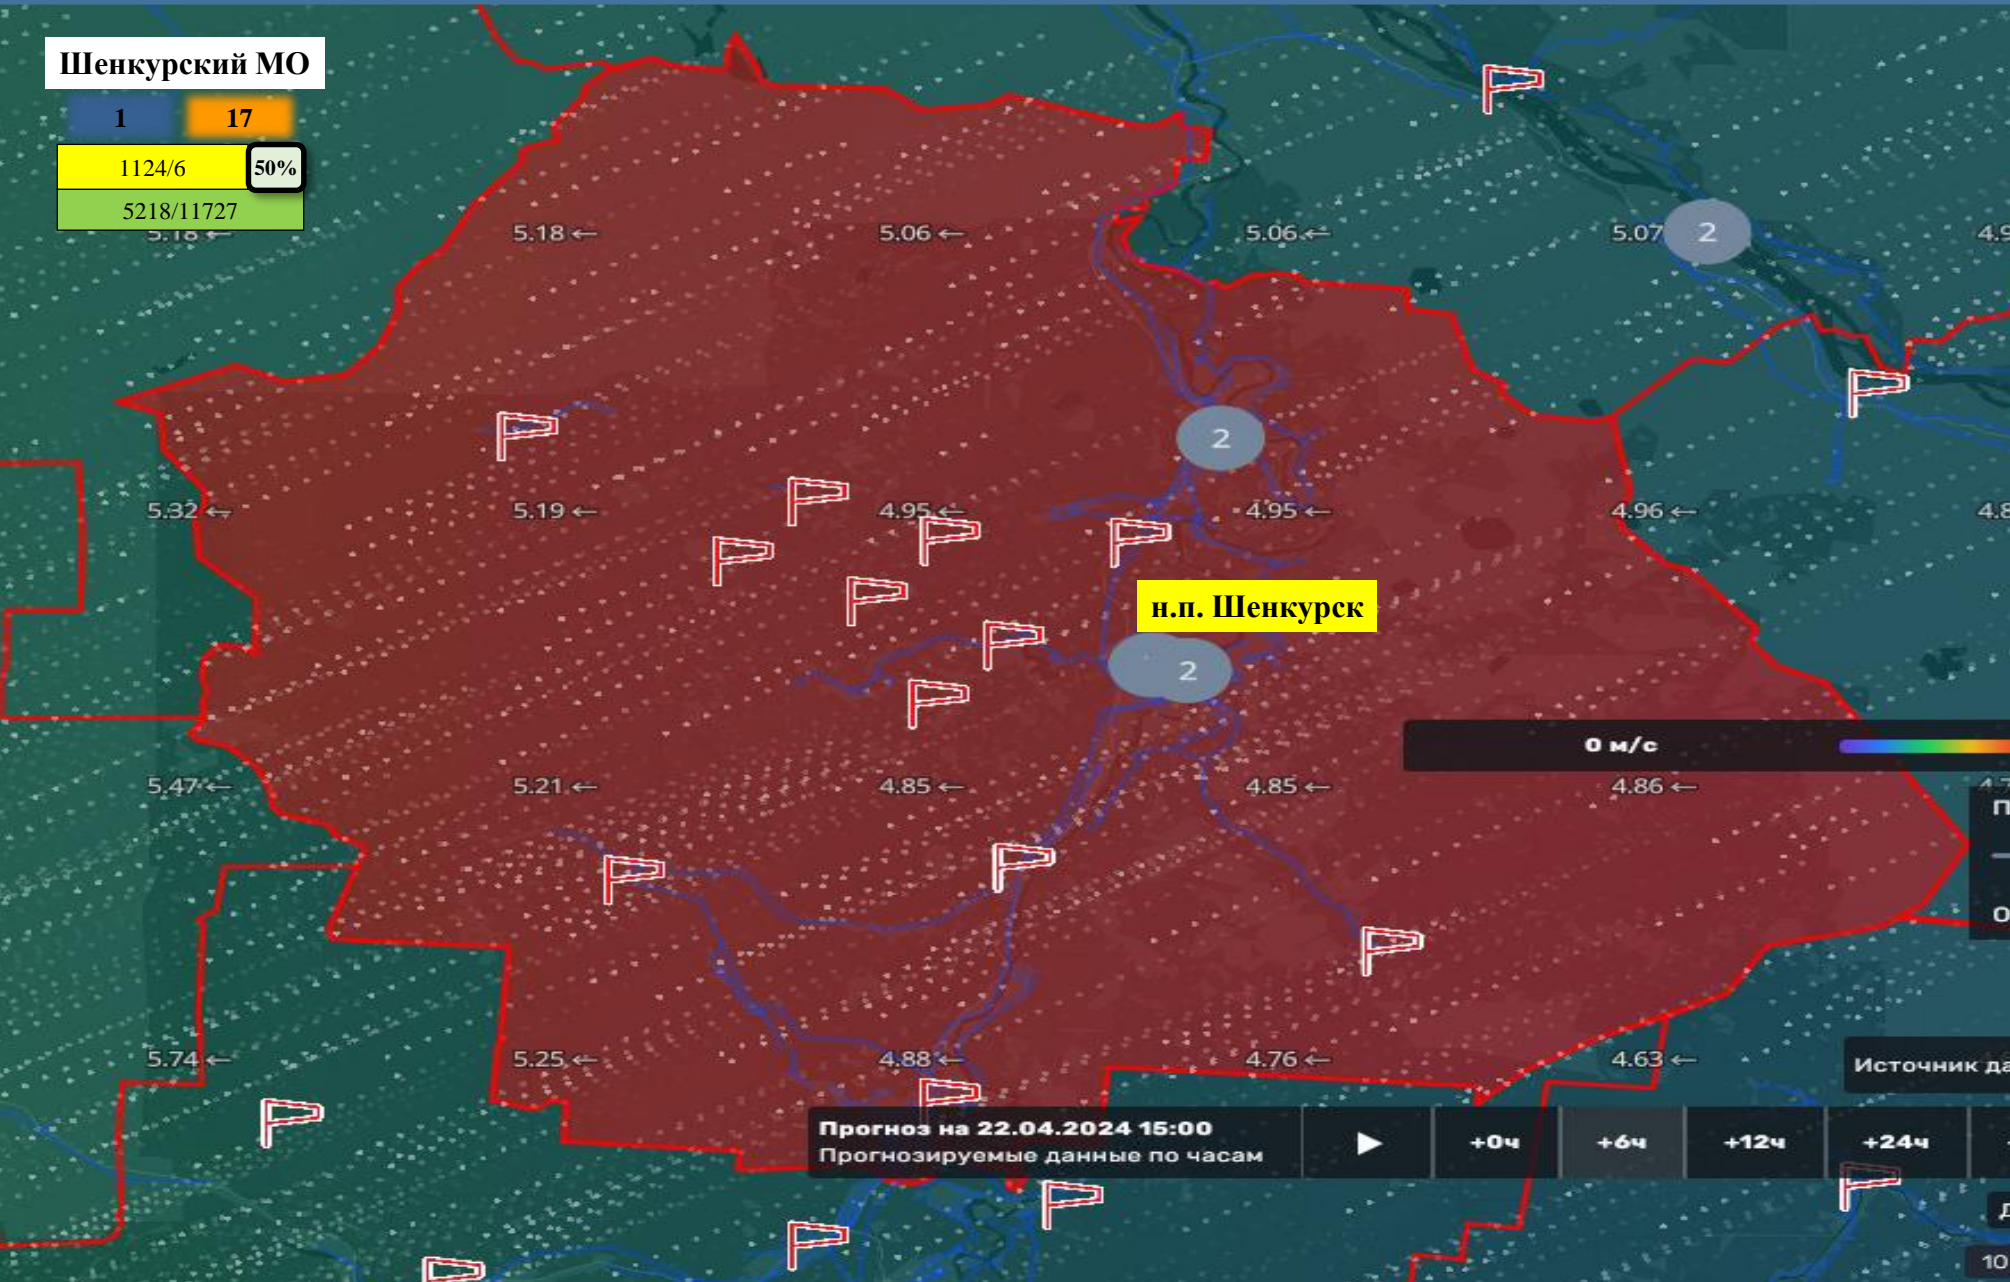 Шенкурский МО
1 17
1124/6 50%
5218/11727
5.18 ← 5.18 ← 5.06 ← 5.06 ← 5.07 2
2
5.32 ← 5.19 ← 4.95 ← 4.95 ← 4.96 ←
н.п. Шенкурск
2
0 м/с
5.47 ← 5.21 ← 4.85 ← 4.85 ← 4.86 ←
5.74 ← 5.25 ← 4.88 ← 4.76 ← 4.63 ←
Источник
Прогноз на 22.04.2024 15:00
Прогнозируемые данные по часам
+0ч +6ч +12ч +24ч
10